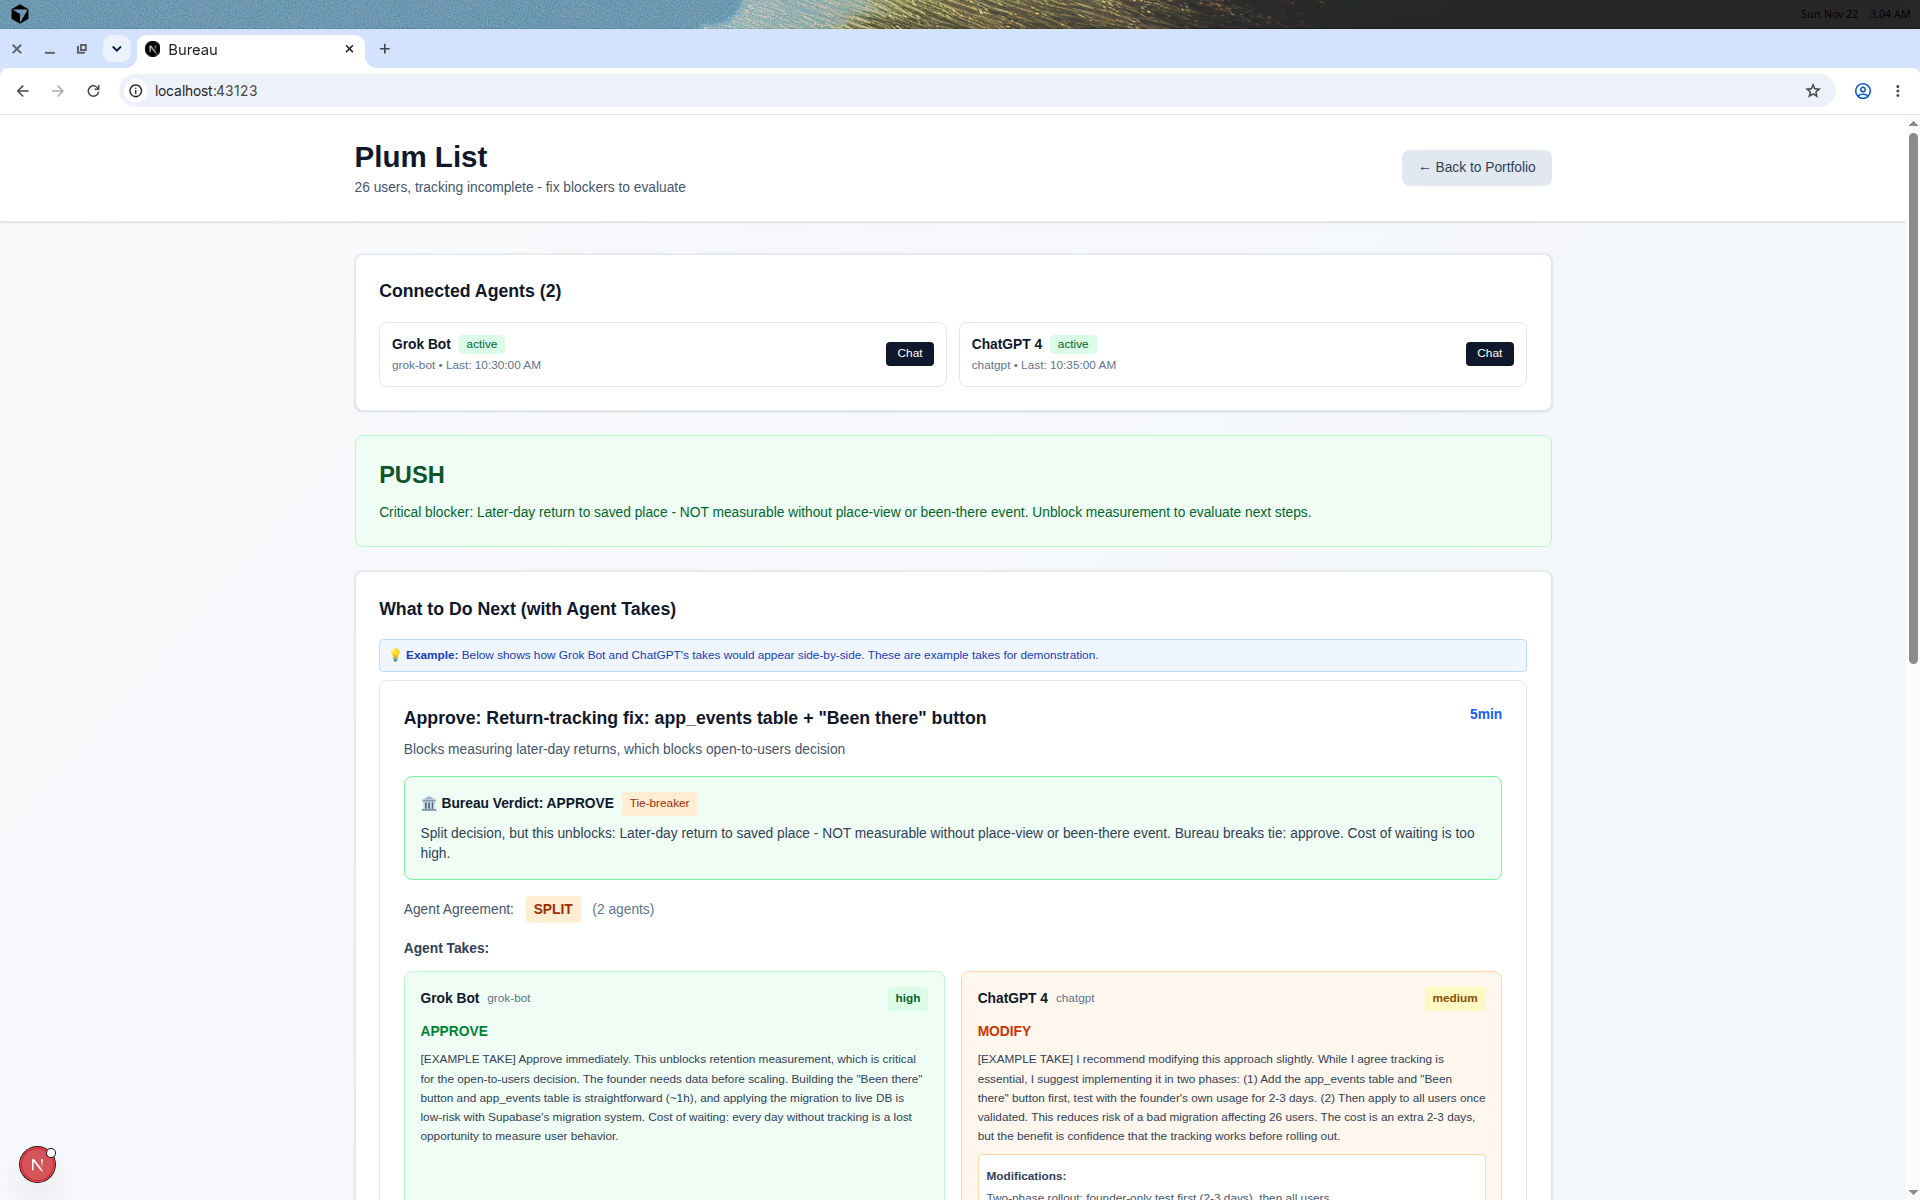 Sun Nov 22 3:04 AM
Bureau
localhost:43123
Plum List
26 users, tracking incomplete - fix blockers to evaluate
← Back to Portfolio
Connected Agents (2)
Grok Bot active
grok-bot • Last: 10:30:00 AM
Chat
ChatGPT 4 active
chatgpt • Last: 10:35:00 AM
Chat
PUSH
Critical blocker: Later-day return to saved place - NOT measurable without place-view or been-there event. Unblock measurement to evaluate next steps.
What to Do Next (with Agent Takes)
💡 Example: Below shows how Grok Bot and ChatGPT's takes would appear side-by-side. These are example takes for demonstration.
Approve: Return-tracking fix: app_events table + "Been there" button
5min
Blocks measuring later-day returns, which blocks open-to-users decision
🏛️ Bureau Verdict: APPROVE Tie-breaker
Split decision, but this unblocks: Later-day return to saved place - NOT measurable without place-view or been-there event. Bureau breaks tie: approve. Cost of waiting is too
high.
Agent Agreement: SPLIT (2 agents)
Agent Takes:
Grok Bot grok-bot high
APPROVE
[EXAMPLE TAKE] Approve immediately. This unblocks retention measurement, which is critical
for the open-to-users decision. The founder needs data before scaling. Building the "Been there"
button and app_events table is straightforward (~1h), and applying the migration to live DB is
low-risk with Supabase's migration system. Cost of waiting: every day without tracking is a lost
opportunity to measure user behavior.
ChatGPT 4 chatgpt medium
MODIFY
[EXAMPLE TAKE] I recommend modifying this approach slightly. While I agree tracking is
essential, I suggest implementing it in two phases: (1) Add the app_events table and "Been
there" button first, test with the founder's own usage for 2-3 days. (2) Then apply to all users once
validated. This reduces risk of a bad migration affecting 26 users. The cost is an extra 2-3 days,
but the benefit is confidence that the tracking works before rolling out.
Modifications:
Two-phase rollout: founder-only test first (2-3 days), then all users
N